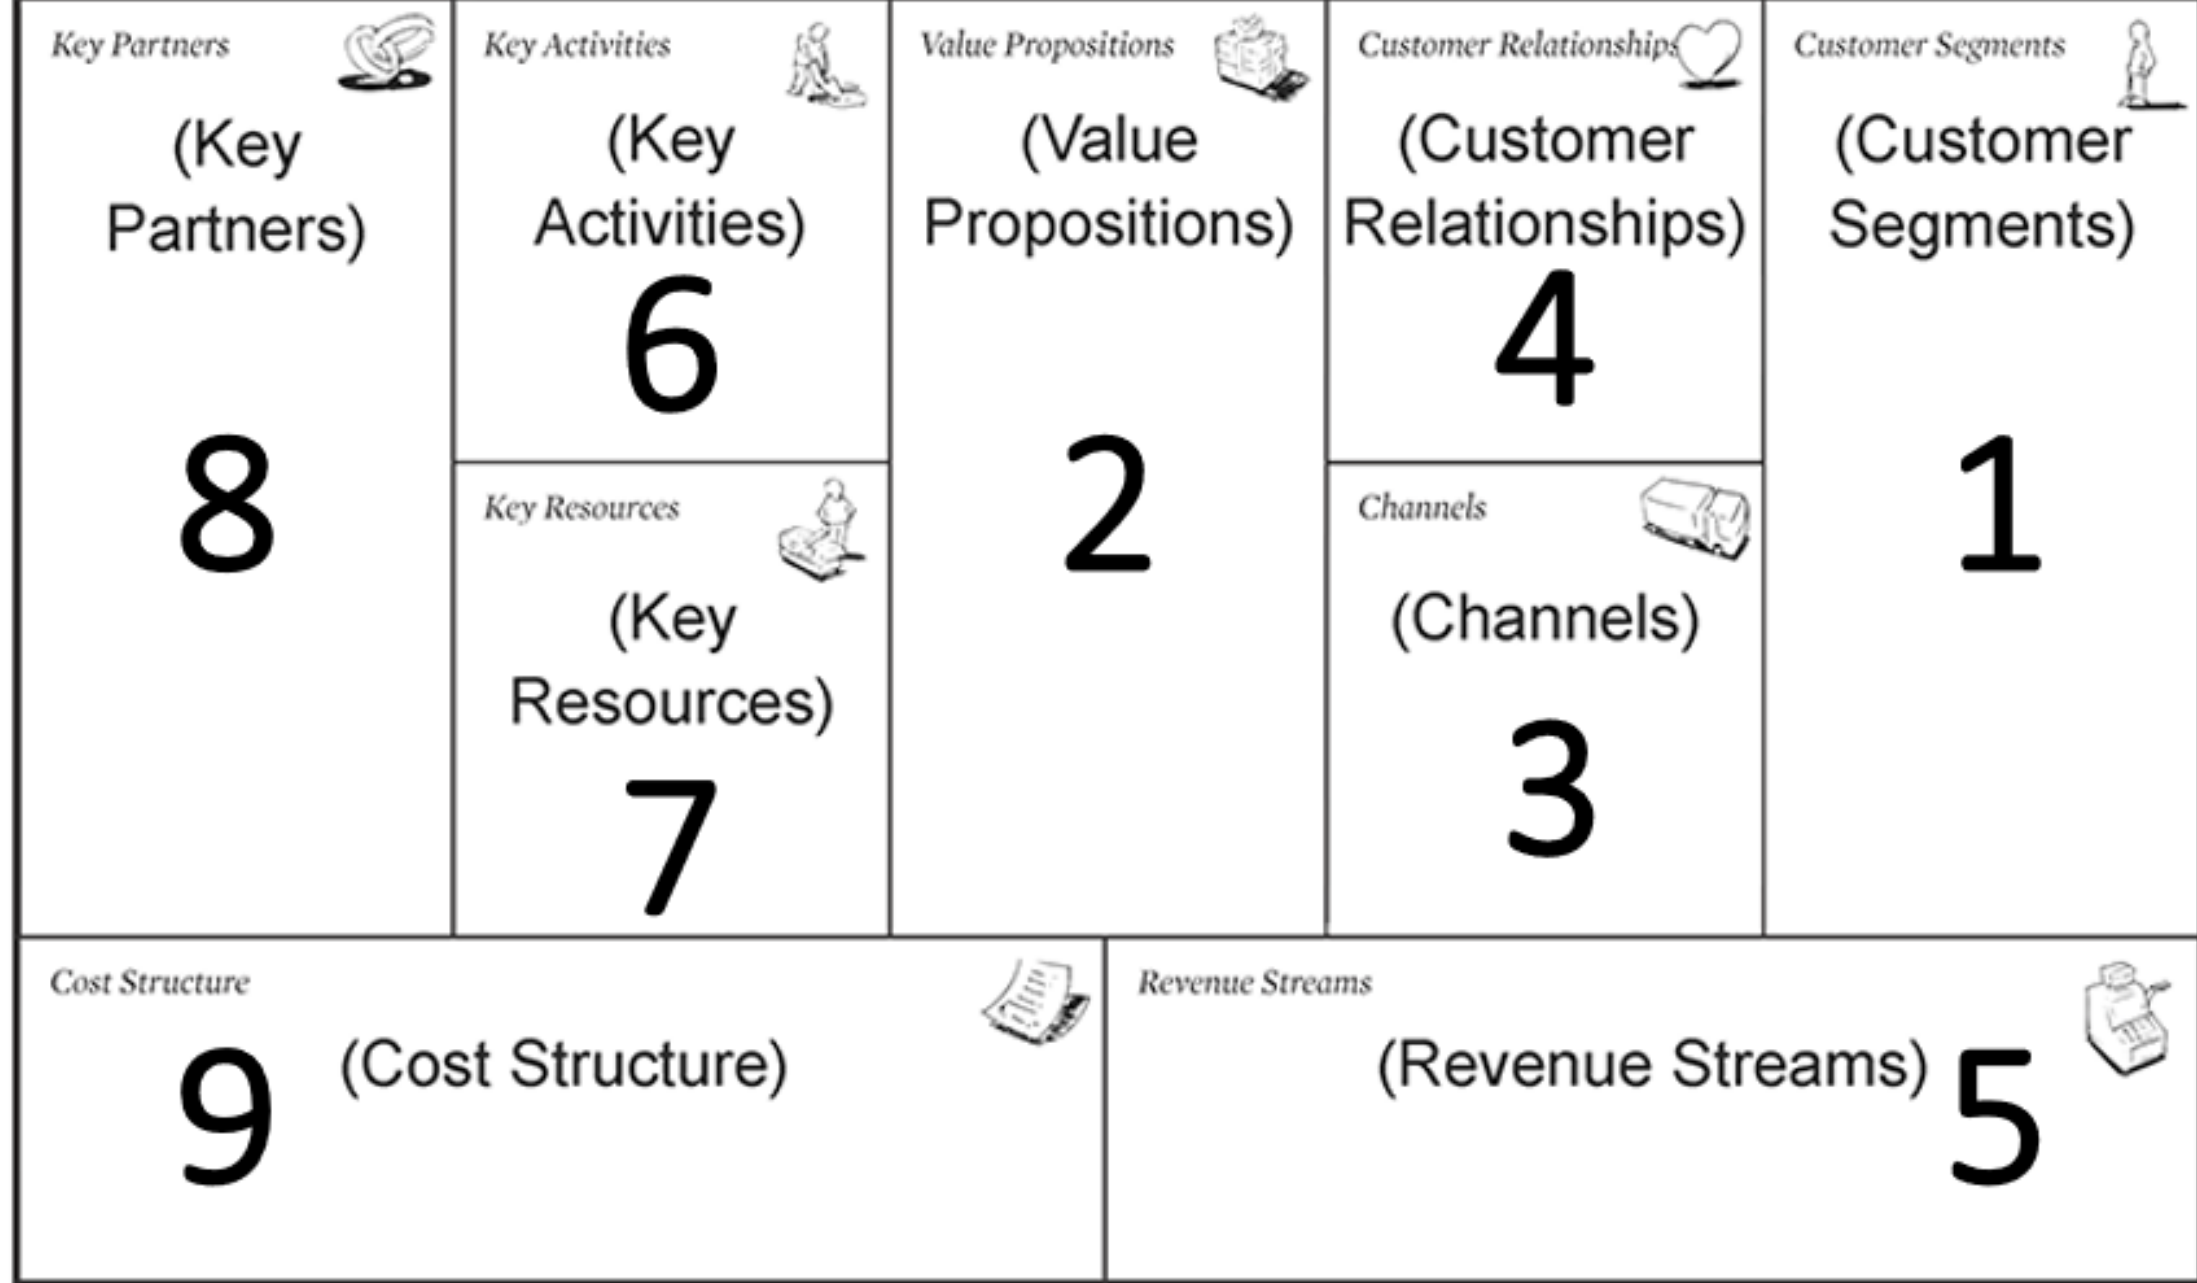 Key Partners
(Key
Partners)
8
Key Activities
(Key
Activities)
6
Key Resources
(Key
Resources)
7
Value Propositions
(Value
Propositions)
2
Customer Relationships
(Customer
Relationships)
4
Channels
(Channels)
3
Customer Segments
(Customer
Segments)
1
Cost Structure
(Cost Structure)
9
Revenue Streams
(Revenue Streams)
5